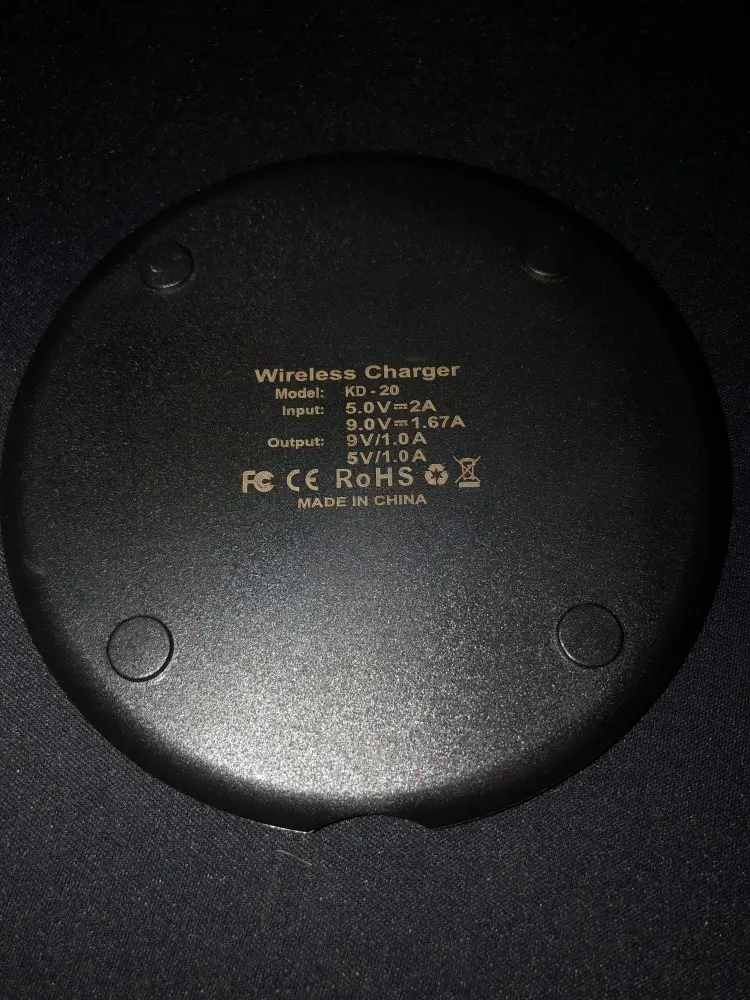 Wireless Charger
Model: KD - 20
Input: 5.0V⎓2A
9.0V⎓1.67A
Output: 9V/1.0A
5V/1.0A
FC CE RoHS
MADE IN CHINA